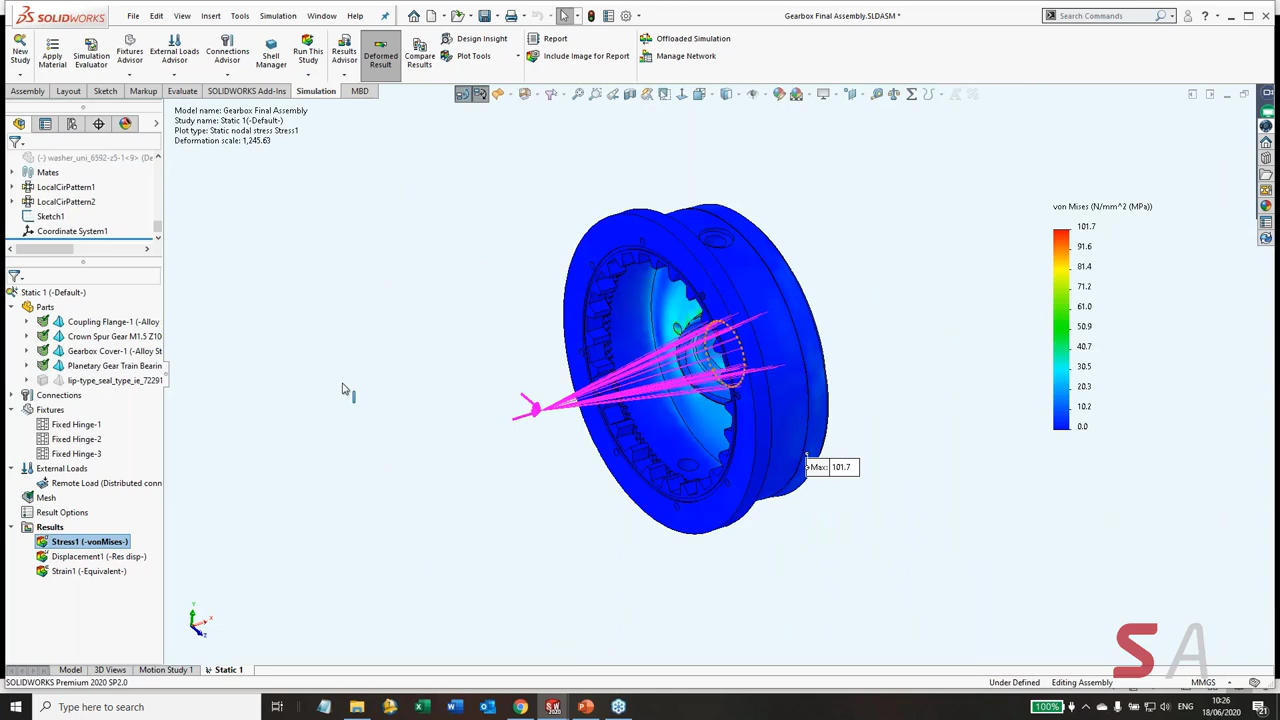 SOLIDWORKS File Edit View Insert Tools Simulation Window Help Gearbox Final Assembly.SLDASM * Search Commands
New Study
Apply Material
Simulation Evaluator
Fixtures Advisor
External Loads Advisor
Connections Advisor
Shell Manager
Run This Study
Results Advisor
Deformed Result
Compare Results
Design Insight
Plot Tools
Report
Include Image for Report
Offloaded Simulation
Manage Network
Assembly Layout Sketch Markup Evaluate SOLIDWORKS Add-Ins Simulation MBD
Model name: Gearbox Final Assembly
Study name: Static 1(-Default-)
Plot type: Static nodal stress Stress1
Deformation scale: 1,245.63
(-) washer_uni_6592-z5-1<9> (De
Mates
LocalCirPattern1
LocalCirPattern2
Sketch1
Coordinate System1
Static 1 (-Default-)
Parts
Coupling Flange-1 (-Alloy
Crown Spur Gear M1.5 Z10
Gearbox Cover-1 (-Alloy St
Planetary Gear Train Bearin
lip-type_seal_type_ie_72291
Connections
Fixtures
Fixed Hinge-1
Fixed Hinge-2
Fixed Hinge-3
External Loads
Remote Load (Distributed conn
Mesh
Result Options
Results
Stress1 (-vonMises-)
Displacement1 (-Res disp-)
Strain1 (-Equivalent-)
von Mises (N/mm^2 (MPa))
101.7
91.6
81.4
71.2
61.0
50.9
40.7
30.5
20.3
10.2
0.0
Max: 101.7
Y
X
Z
SA
Model 3D Views Motion Study 1 Static 1
SOLIDWORKS Premium 2020 SP2.0 Under Defined Editing Assembly MMGS
Type here to search
100%
10:26
18/06/2020